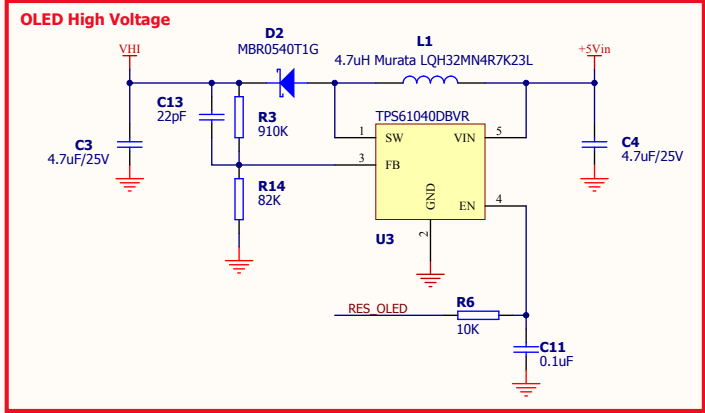 OLED High Voltage
D2
MBR0540T1G
L1
4.7uH Murata LQH32MN4R7K23L
VHI
+5Vin
C13
22pF
R3
910K
TPS61040DBVR
1
SW
VIN
5
C3
4.7uF/25V
C4
4.7uF/25V
3
FB
R14
82K
GND
EN
4
2
U3
RES_OLED
R6
10K
C11
0.1uF